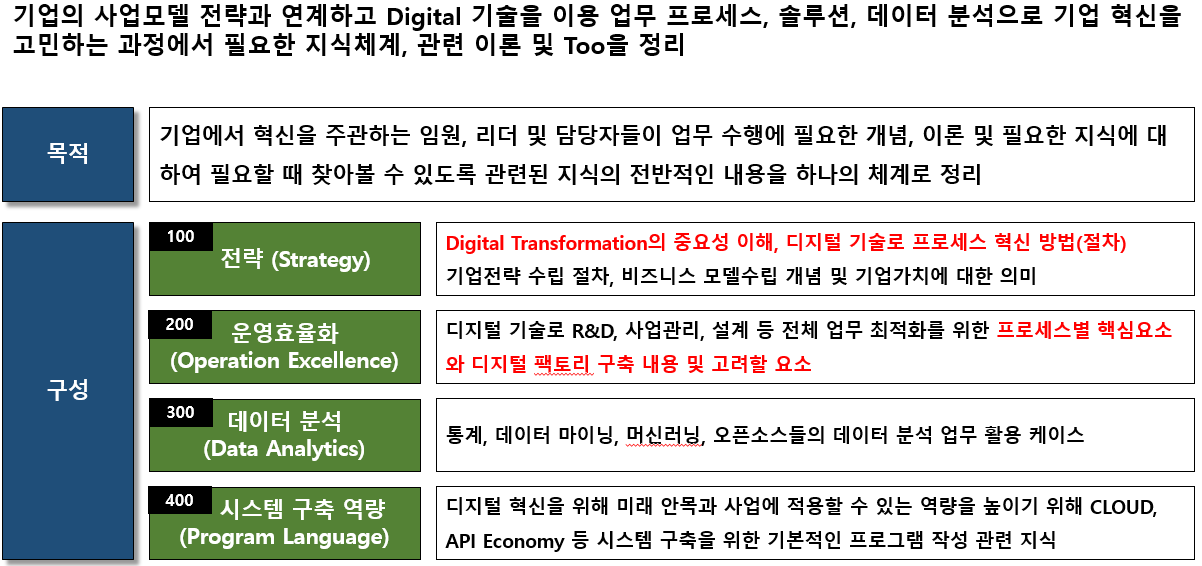 기업의 사업모델 전략과 연계하고 Digital 기술을 이용 업무 프로세스, 솔루션, 데이터 분석으로 기업 혁신을
고민하는 과정에서 필요한 지식체계, 관련 이론 및 Too을 정리
목적
기업에서 혁신을 주관하는 임원, 리더 및 담당자들이 업무 수행에 필요한 개념, 이론 및 필요한 지식에 대
하여 필요할 때 찾아볼 수 있도록 관련된 지식의 전반적인 내용을 하나의 체계로 정리
구성
100
전략 (Strategy)
Digital Transformation의 중요성 이해, 디지털 기술로 프로세스 혁신 방법(절차)
기업전략 수립 절차, 비즈니스 모델수립 개념 및 기업가치에 대한 의미
200
운영효율화
(Operation Excellence)
디지털 기술로 R&D, 사업관리, 설계 등 전체 업무 최적화를 위한 프로세스별 핵심요소
와 디지털 팩토리 구축 내용 및 고려할 요소
300
데이터 분석
(Data Analytics)
통계, 데이터 마이닝, 머신러닝, 오픈소스들의 데이터 분석 업무 활용 케이스
400
시스템 구축 역량
(Program Language)
디지털 혁신을 위해 미래 안목과 사업에 적용할 수 있는 역량을 높이기 위해 CLOUD,
API Economy 등 시스템 구축을 위한 기본적인 프로그램 작성 관련 지식